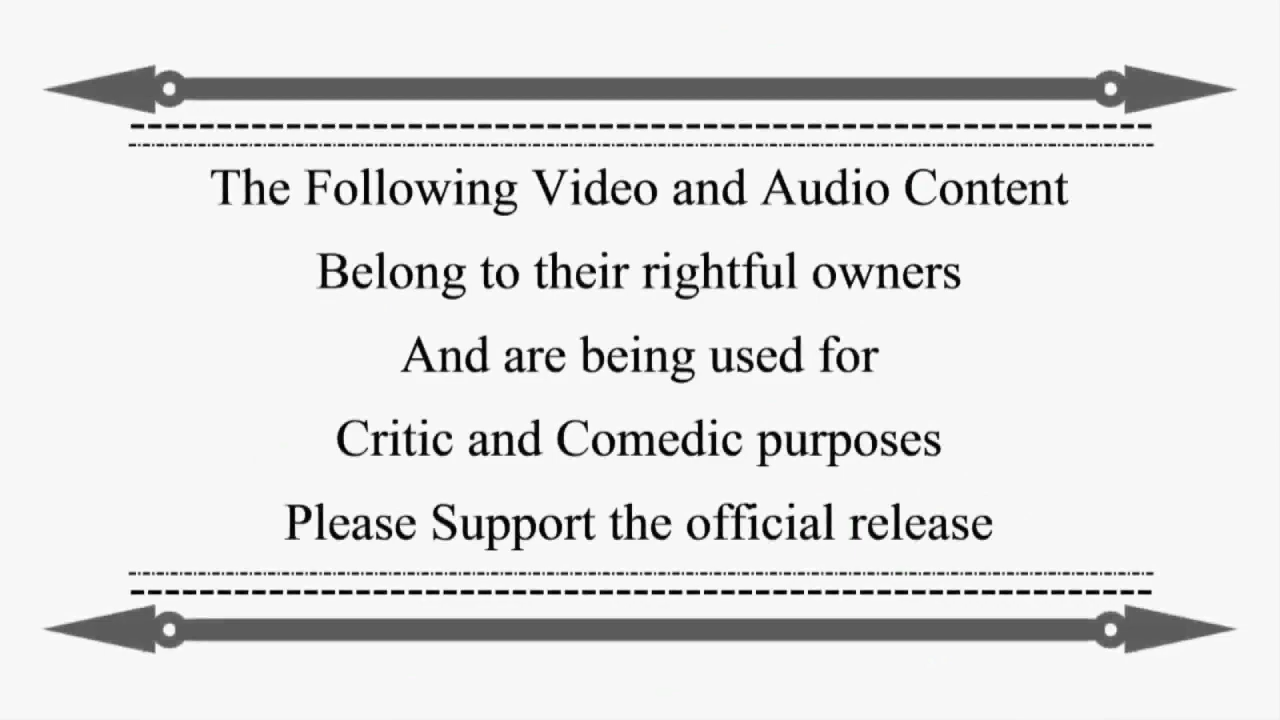 The Following Video and Audio Content
Belong to their rightful owners
And are being used for
Critic and Comedic purposes
Please Support the official release